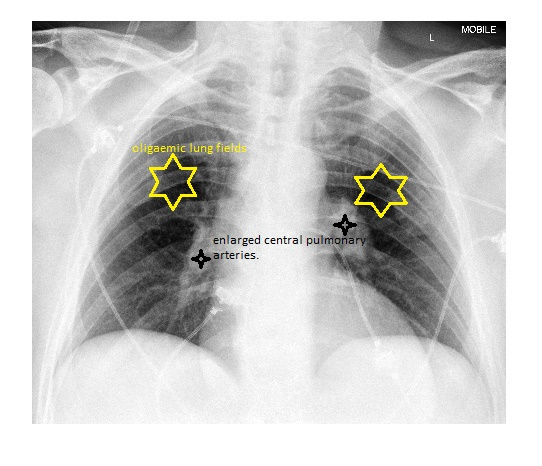 MOBILE
L
oligaemic lung fields
enlarged central pulmonary
arteries.